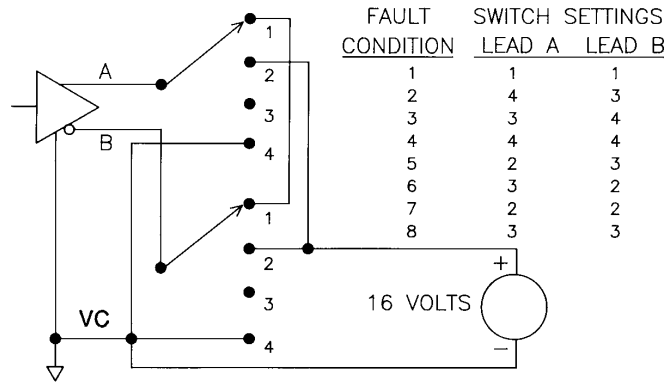 FAULT SWITCH SETTINGS
CONDITION LEAD A LEAD B
1 1 1
2 4 3
3 3 4
4 4 4
5 2 3
6 3 2
7 2 2
8 3 3
A
B
1
2
3
4
1
2
3
4
VC
16 VOLTS
+
−